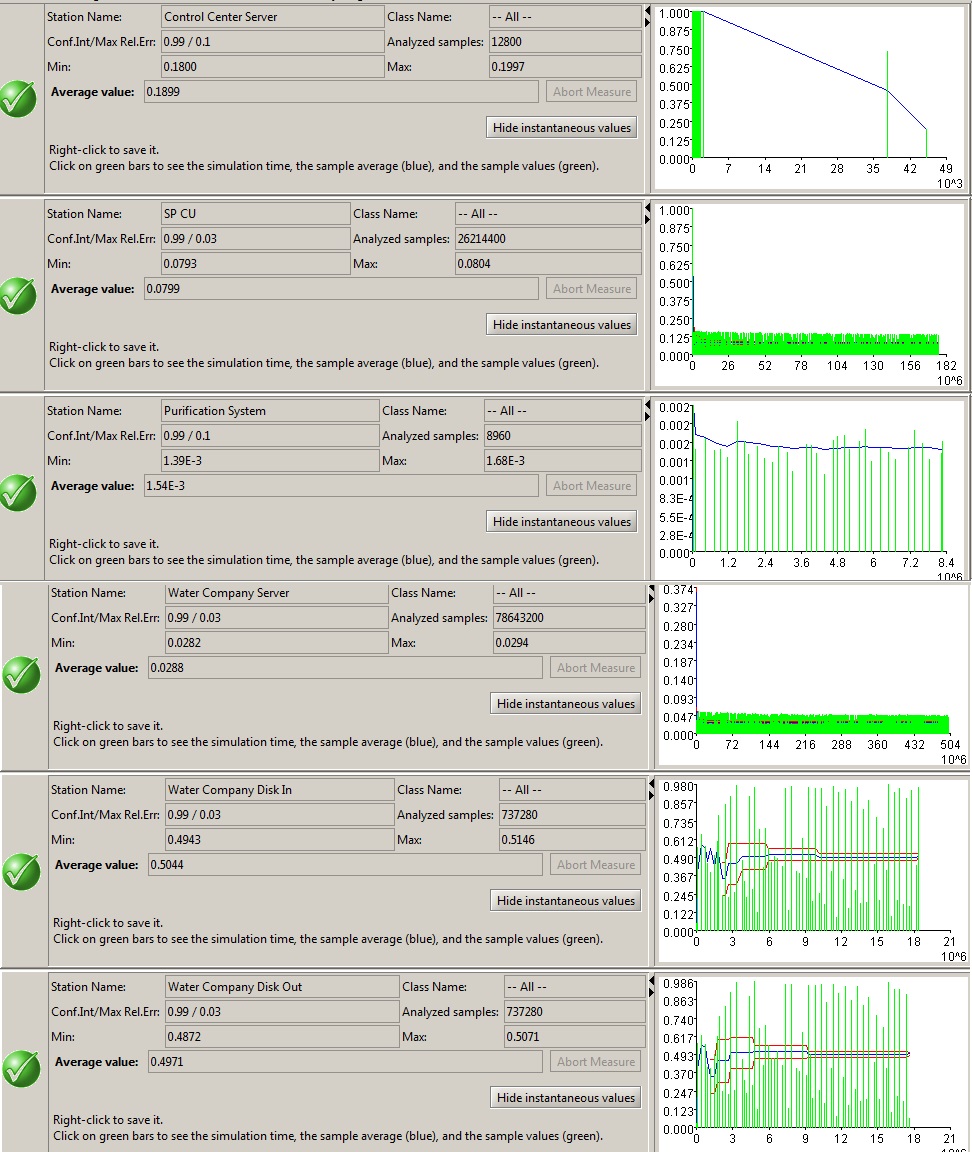 Station Name: Control Center Server Class Name: -- All --
Conf.Int/Max Rel.Err: 0.99 / 0.1 Analyzed samples: 12800
Min: 0.1800 Max: 0.1997
Average value: 0.1899 Abort Measure
Hide instantaneous values
Right-click to save it.
Click on green bars to see the simulation time, the sample average (blue), and the sample values (green).
1.000
0.875
0.750
0.625
0.500
0.375
0.250
0.125
0.000
0 7 14 21 28 35 42 49
10^3
Station Name: SP CU Class Name: -- All --
Conf.Int/Max Rel.Err: 0.99 / 0.03 Analyzed samples: 26214400
Min: 0.0793 Max: 0.0804
Average value: 0.0799 Abort Measure
Hide instantaneous values
Right-click to save it.
Click on green bars to see the simulation time, the sample average (blue), and the sample values (green).
1.000
0.875
0.750
0.625
0.500
0.375
0.250
0.125
0.000
0 26 52 78 104 130 156 182
10^6
Station Name: Purification System Class Name: -- All --
Conf.Int/Max Rel.Err: 0.99 / 0.1 Analyzed samples: 8960
Min: 1.39E-3 Max: 1.68E-3
Average value: 1.54E-3 Abort Measure
Hide instantaneous values
Right-click to save it.
Click on green bars to see the simulation time, the sample average (blue), and the sample values (green).
0.002
0.002
0.002
0.001
0.001
8.3E-4
5.5E-4
2.8E-4
0.000
0 1.2 2.4 3.6 4.8 6 7.2 8.4
10^6
Station Name: Water Company Server Class Name: -- All --
Conf.Int/Max Rel.Err: 0.99 / 0.03 Analyzed samples: 78643200
Min: 0.0282 Max: 0.0294
Average value: 0.0288 Abort Measure
Hide instantaneous values
Right-click to save it.
Click on green bars to see the simulation time, the sample average (blue), and the sample values (green).
0.374
0.327
0.280
0.234
0.187
0.140
0.093
0.047
0.000
0 72 144 216 288 360 432 504
10^6
Station Name: Water Company Disk In Class Name: -- All --
Conf.Int/Max Rel.Err: 0.99 / 0.03 Analyzed samples: 737280
Min: 0.4943 Max: 0.5146
Average value: 0.5044 Abort Measure
Hide instantaneous values
Right-click to save it.
Click on green bars to see the simulation time, the sample average (blue), and the sample values (green).
0.980
0.857
0.735
0.612
0.490
0.367
0.245
0.122
0.000
0 3 6 9 12 15 18 21
10^6
Station Name: Water Company Disk Out Class Name: -- All --
Conf.Int/Max Rel.Err: 0.99 / 0.03 Analyzed samples: 737280
Min: 0.4872 Max: 0.5071
Average value: 0.4971 Abort Measure
Hide instantaneous values
Right-click to save it.
Click on green bars to see the simulation time, the sample average (blue), and the sample values (green).
0.986
0.863
0.740
0.617
0.493
0.370
0.247
0.123
0.000
0 3 6 9 12 15 18 21
10^6